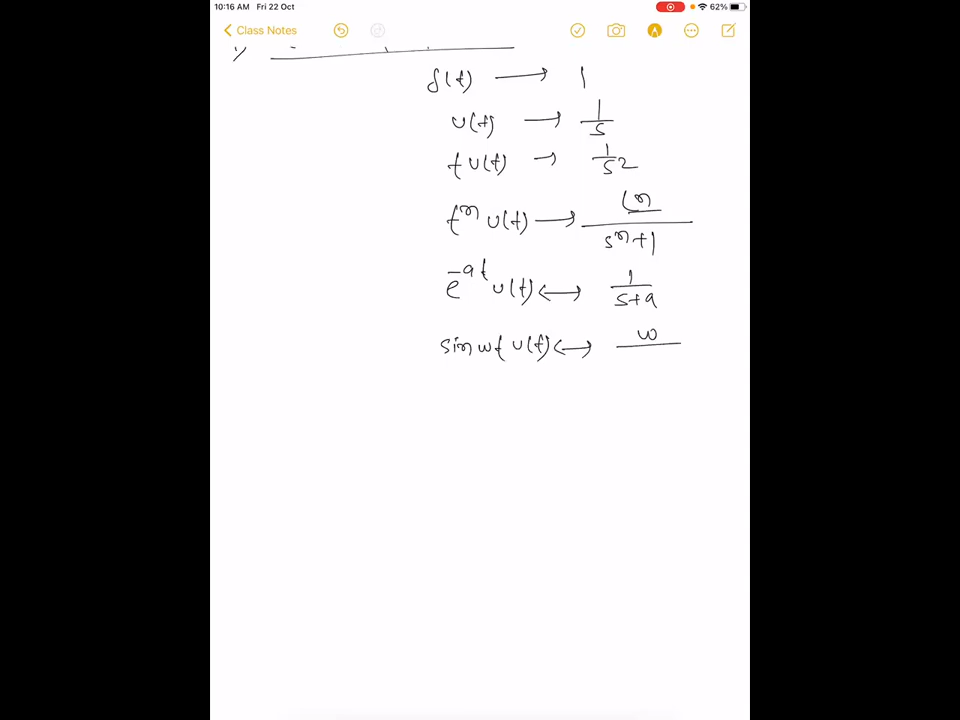 10:16 AM Fri 22 Oct 62%
Class Notes
δ(t) → 1
u(t) → 1/s
t u(t) → 1/s²
tⁿ u(t) → ⌊n / sⁿ+1
e⁻ᵃᵗ u(t) ↔ 1/s+a
sin ωt u(t) ↔ ω/